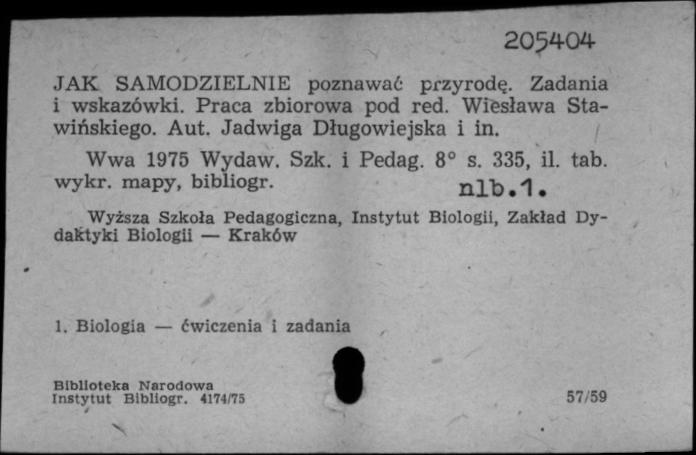 205404
JAK SAMODZIELNIE poznawać przyrodę. Zadania
i wskazówki. Praca zbiorowa pod red. Wiesława Sta-
wińskiego. Aut. Jadwiga Długowiejska i in.
Wwa 1975 Wydaw. Szk. i Pedag. 8° s. 335, il. tab.
wykr. mapy, bibliogr. nlb.1.
Wyższa Szkoła Pedagogiczna, Instytut Biologii, Zakład Dy-
daktyki Biologii — Kraków
1. Biologia — ćwiczenia i zadania
Biblioteka Narodowa
Instytut Bibliogr. 4174/75 57/59